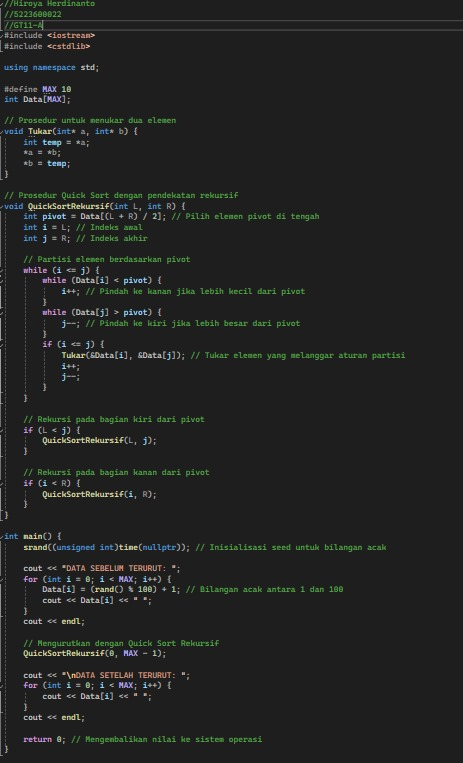 //Hiroya Herdinanto
//5223600022
//GT11-A
#include <iostream>
#include <cstdlib>
using namespace std;
#define MAX 10
int Data[MAX];
// Prosedur untuk menukar dua elemen
void Tukar(int* a, int* b) {
    int temp = *a;
    *a = *b;
    *b = temp;
}
// Prosedur Quick Sort dengan pendekatan rekursif
void QuickSortRekursif(int L, int R) {
    int pivot = Data[(L + R) / 2]; // Pilih elemen pivot di tengah
    int i = L; // Indeks awal
    int j = R; // Indeks akhir
    // Partisi elemen berdasarkan pivot
    while (i <= j) {
        while (Data[i] < pivot) {
            i++; // Pindah ke kanan jika lebih kecil dari pivot
        }
        while (Data[j] > pivot) {
            j--; // Pindah ke kiri jika lebih besar dari pivot
        }
        if (i <= j) {
            Tukar(&Data[i], &Data[j]); // Tukar elemen yang melanggar aturan partisi
            i++;
            j--;
        }
    }
    // Rekursi pada bagian kiri dari pivot
    if (L < j) {
        QuickSortRekursif(L, j);
    }
    // Rekursi pada bagian kanan dari pivot
    if (i < R) {
        QuickSortRekursif(i, R);
    }
}
int main() {
    srand((unsigned int)time(nullptr)); // Inisialisasi seed untuk bilangan acak
    cout << "DATA SEBELUM TERURUT: ";
    for (int i = 0; i < MAX; i++) {
        Data[i] = (rand() % 100) + 1; // Bilangan acak antara 1 dan 100
        cout << Data[i] << " ";
    }
    cout << endl;
    // Mengurutkan dengan Quick Sort Rekursif
    QuickSortRekursif(0, MAX - 1);
    cout << "\nDATA SETELAH TERURUT: ";
    for (int i = 0; i < MAX; i++) {
        cout << Data[i] << " ";
    }
    cout << endl;
    return 0; // Mengembalikan nilai ke sistem operasi
}